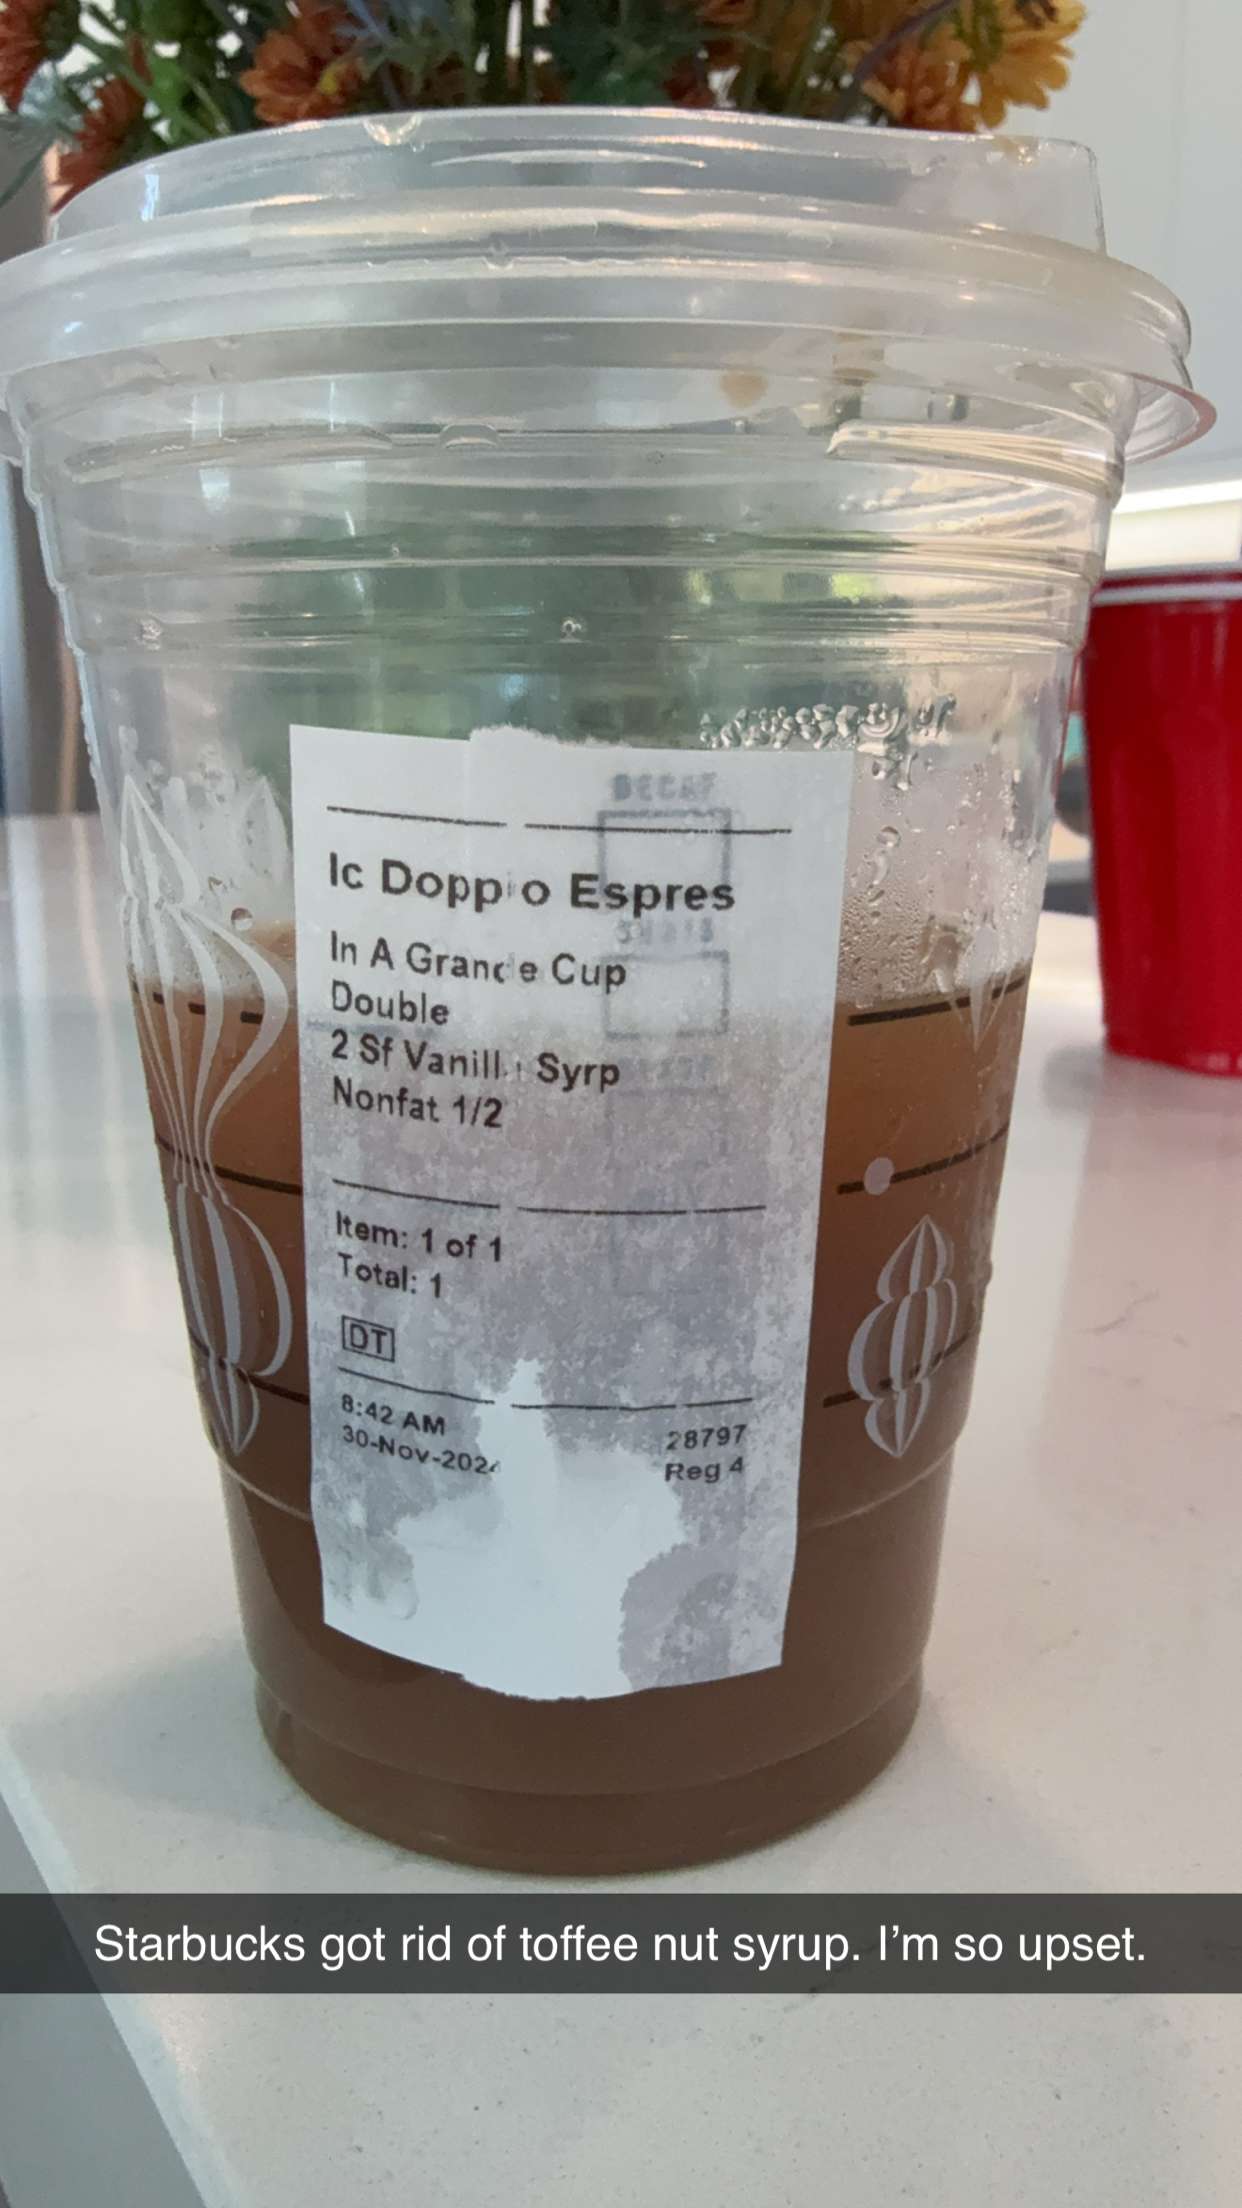 DECAF
Ic Doppio Espres
SHOTS
In A Grande Cup
Double
2 Sf Vanilla Syrp
Nonfat 1/2
Item: 1 of 1
Total: 1
DT
8:42 AM
30-Nov-2024
28797
Reg 4
Starbucks got rid of toffee nut syrup. I’m so upset.